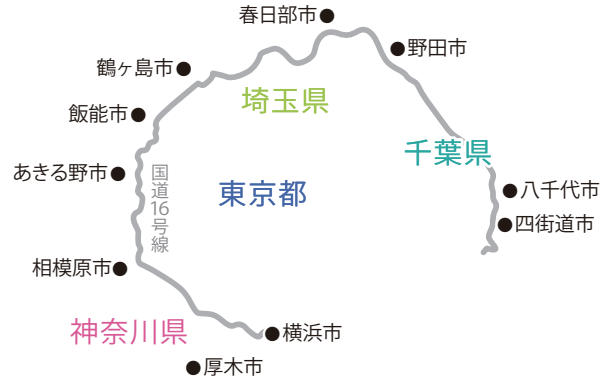 春日部市
野田市
鶴ヶ島市
埼玉県
飯能市
千葉県
あきる野市
国道16号線
東京都
八千代市
四街道市
相模原市
神奈川県
横浜市
厚木市